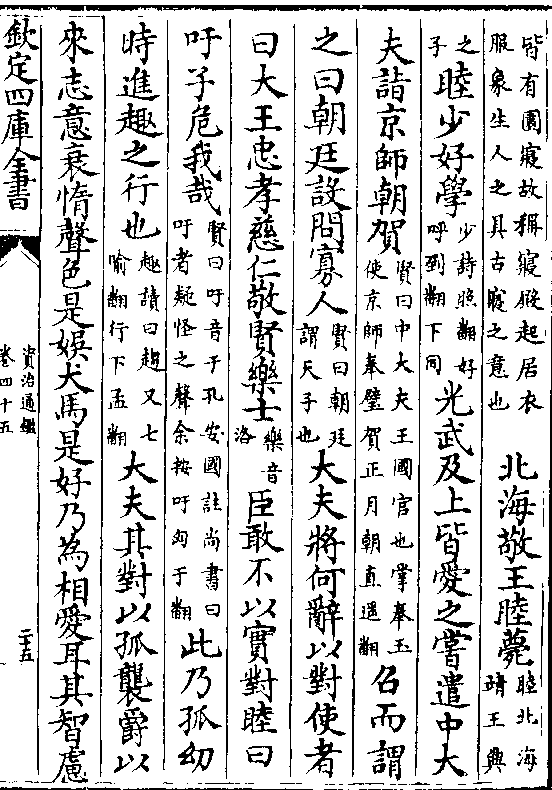 皆有園寢故稱寢殿起居衣
服象生人之具古寢之意也
北海敬王睦薨
睦北海
靖王興
之
子
睦少好學
少詩照翻好
呼到翻下同
光武及上皆愛之嘗遣中大
夫詣京師朝賀
賢曰中大夫王國官也掌奉玉
使京師奉璧賀正月朝直遥翻
召而謂
之曰朝廷設問寡人
賢曰朝廷
謂天子也
大夫將何辭以對使者
曰大王忠孝慈仁敬賢樂士
樂音
洛
臣敢不以實對睦曰
吁子危我哉
賢曰吁音于孔安國註尚書曰
吁者疑怪之聲余按吁匈于翻
此乃孤幼
時進趣之行也
趣讀曰趨又七
喻翻行下孟翻
大夫其對以孤襲爵以
來志意衰惰聲色是娛犬馬是好乃為相愛耳其智慮
欽定四庫全書
資治通鑑
卷四十五
二十五